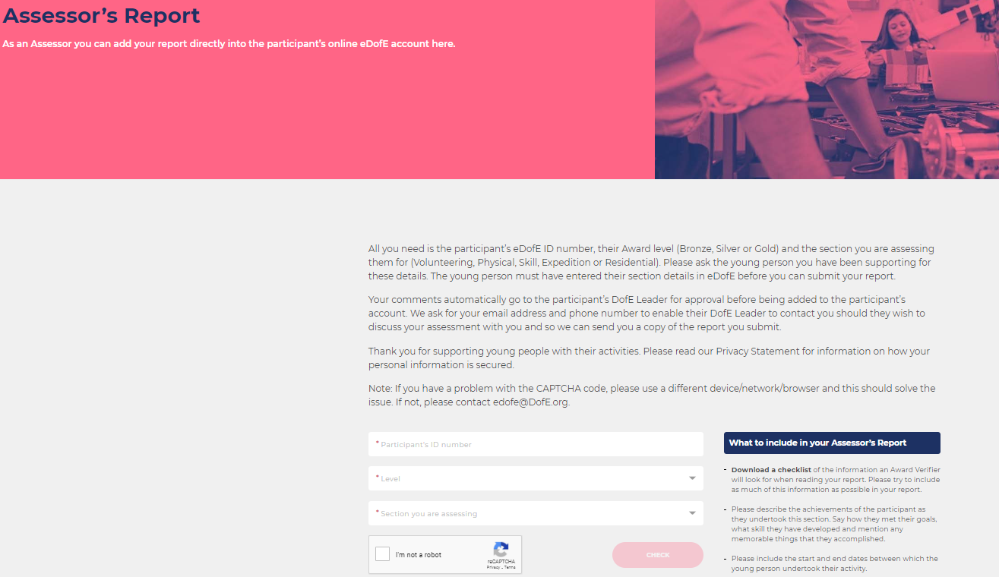 Assessor’s Report
As an Assessor you can add your report directly into the participant’s online eDofE account here.
All you need is the participant’s eDofE ID number, their Award level (Bronze, Silver or Gold) and the section you are assessing
them for (Volunteering, Physical, Skill, Expedition or Residential). Please ask the young person you have been supporting for
these details. The young person must have entered their section details in eDofE before you can submit your report.
Your comments automatically go to the participant’s DofE Leader for approval before being added to the participant’s
account. We ask for your email address and phone number to enable their DofE Leader to contact you should they wish to
discuss your assessment with you and so we can send you a copy of the report you submit.
Thank you for supporting young people with their activities. Please read our Privacy Statement for information on how your
personal information is secured.
Note: If you have a problem with the CAPTCHA code, please use a different device/network/browser and this should solve the
issue. If not, please contact edofe@DofE.org.
* Participant's ID number
* Level
* Section you are assessing
I'm not a robot
reCAPTCHA
Privacy - Terms
CHECK
What to include in your Assessor’s Report
- Download a checklist of the information an Award Verifier
will look for when reading your report. Please try to include
as much of this information as possible in your report.
- Please describe the achievements of the participant as
they undertook this section. Say how they met their goals,
what skill they have developed and mention any
memorable things that they accomplished.
- Please include the start and end dates between which the
young person undertook their activity.